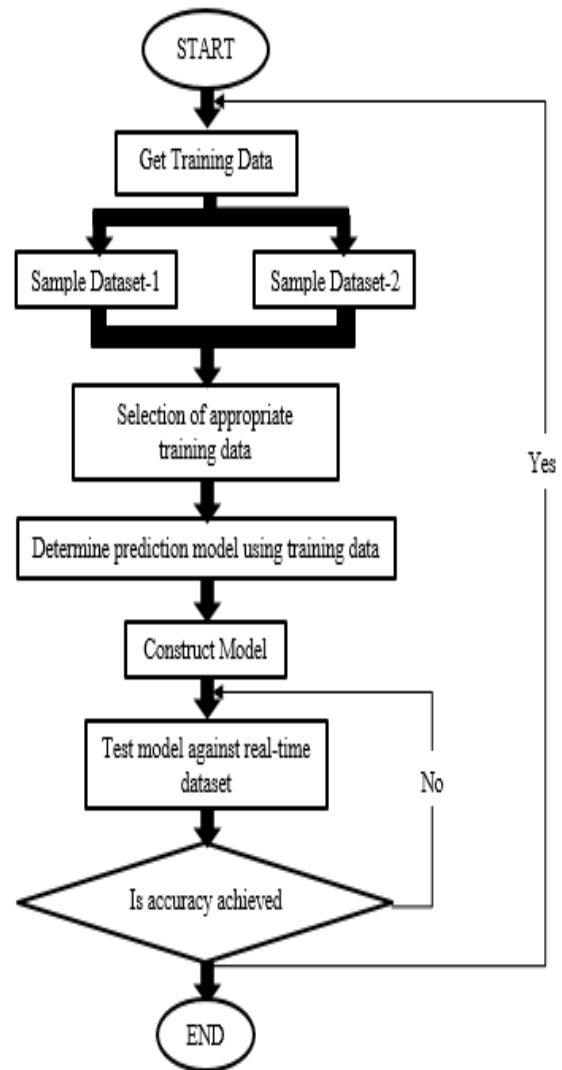 START
Get Training Data
Sample Dataset-1
Sample Dataset-2
Selection of appropriate
training data
Yes
Determine prediction model using training data
Construct Model
Test model against real-time
dataset
No
Is accuracy achieved
END